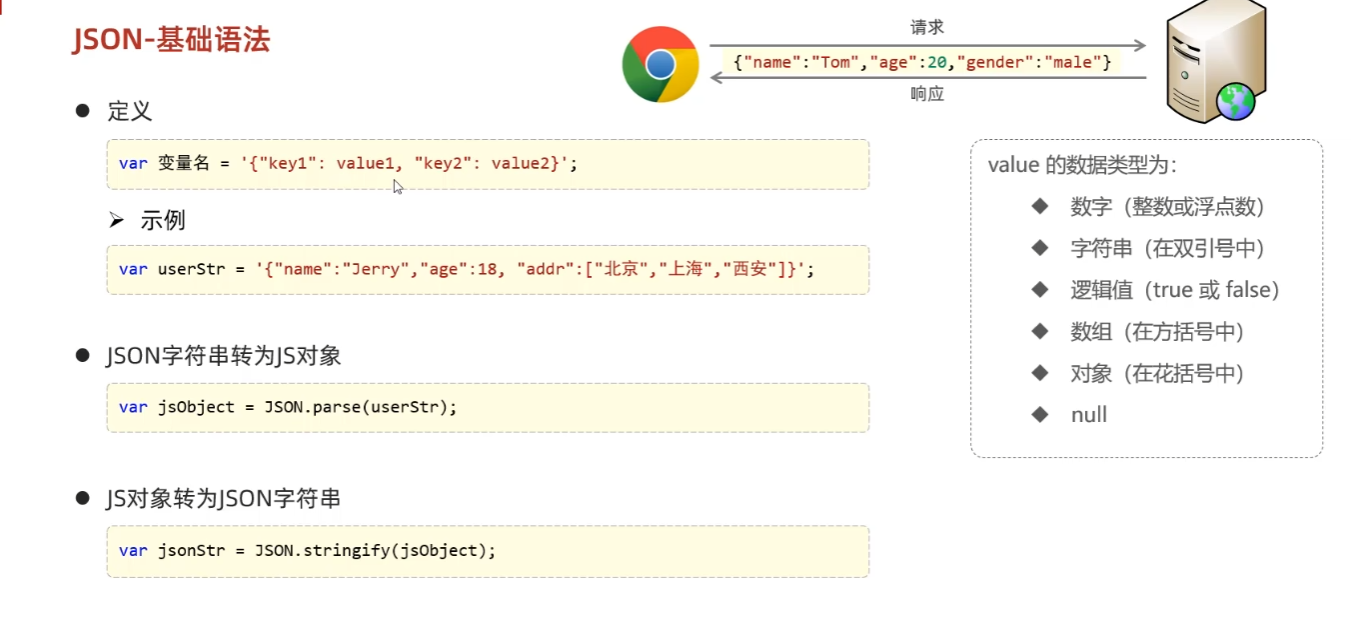 JSON-基础语法
请求
{"name":"Tom","age":20,"gender":"male"}
响应
定义
var 变量名 = '{"key1": value1, "key2": value2}';
示例
var userStr = '{"name":"Jerry","age":18, "addr":["北京","上海","西安"]}';
JSON字符串转为JS对象
var jsObject = JSON.parse(userStr);
JS对象转为JSON字符串
var jsonStr = JSON.stringify(jsObject);
value 的数据类型为：
数字（整数或浮点数）
字符串（在双引号中）
逻辑值（true 或 false）
数组（在方括号中）
对象（在花括号中）
null